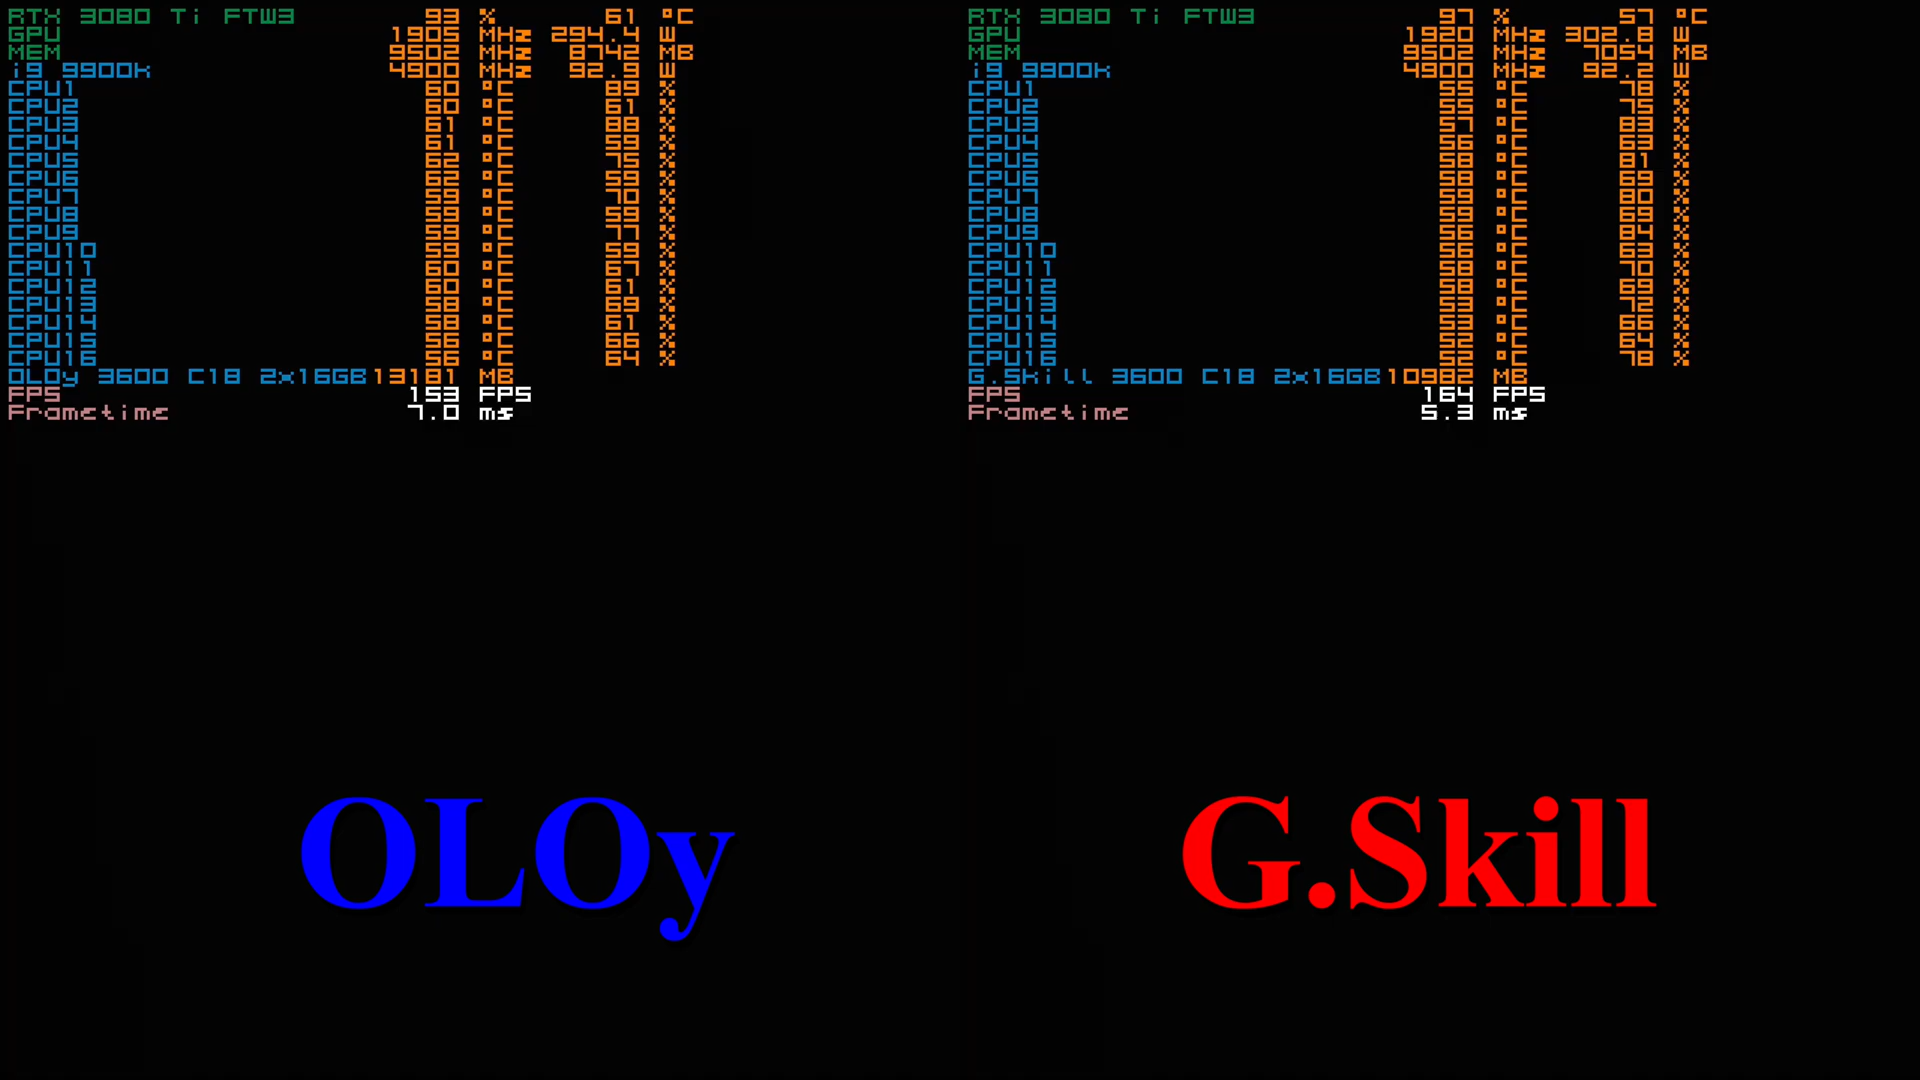 RTX 3080 Ti FTW3 93 % 61 °C
GPU 1905 MHz 294.4 W
MEM 9502 MHz 8742 MB
i9 9900k 4900 MHz 92.9 W
CPU1 60 °C 89 %
CPU2 60 °C 61 %
CPU3 61 °C 88 %
CPU4 61 °C 59 %
CPU5 62 °C 75 %
CPU6 62 °C 59 %
CPU7 59 °C 70 %
CPU8 59 °C 59 %
CPU9 59 °C 77 %
CPU10 59 °C 59 %
CPU11 60 °C 67 %
CPU12 60 °C 61 %
CPU13 58 °C 69 %
CPU14 58 °C 61 %
CPU15 56 °C 66 %
CPU16 56 °C 64 %
OLOy 3600 C18 2x16GB 13181 MB
FPS 153 FPS
Frametime 7.0 ms
OLOy
RTX 3080 Ti FTW3 97 % 57 °C
GPU 1920 MHz 302.8 W
MEM 9502 MHz 7054 MB
i9 9900k 4900 MHz 92.2 W
CPU1 55 °C 78 %
CPU2 55 °C 75 %
CPU3 57 °C 83 %
CPU4 56 °C 63 %
CPU5 58 °C 81 %
CPU6 58 °C 69 %
CPU7 59 °C 80 %
CPU8 59 °C 69 %
CPU9 56 °C 84 %
CPU10 56 °C 63 %
CPU11 58 °C 70 %
CPU12 58 °C 69 %
CPU13 53 °C 72 %
CPU14 53 °C 66 %
CPU15 52 °C 64 %
CPU16 52 °C 78 %
G.Skill 3600 C18 2x16GB 10982 MB
FPS 164 FPS
Frametime 5.3 ms
G.Skill